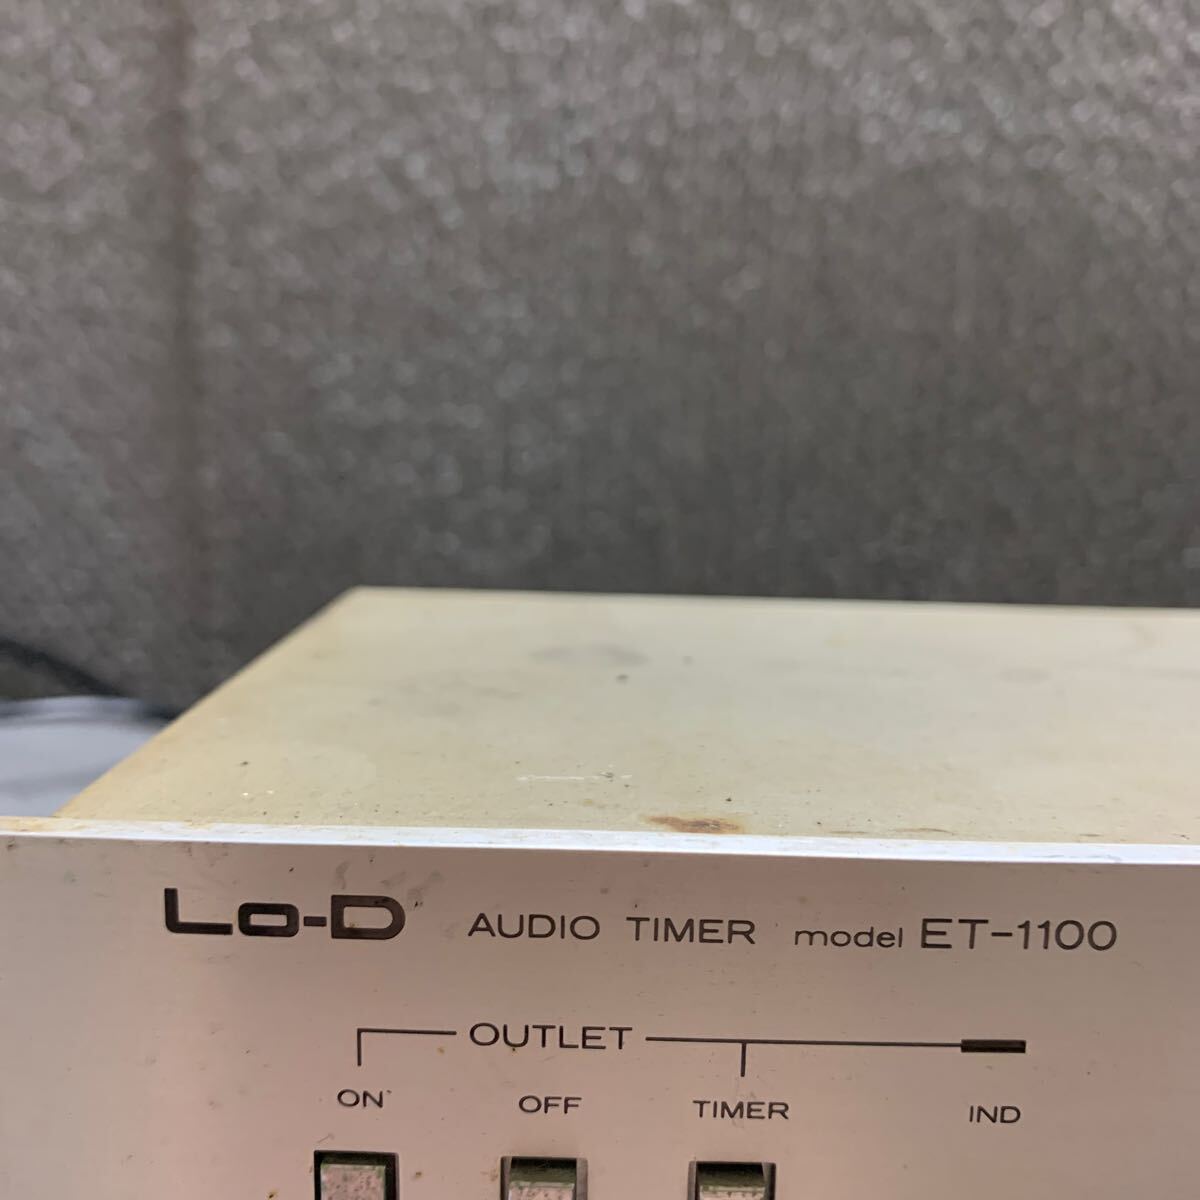 Lo-D AUDIO TIMER model ET-1100
OUTLET
ON OFF TIMER IND